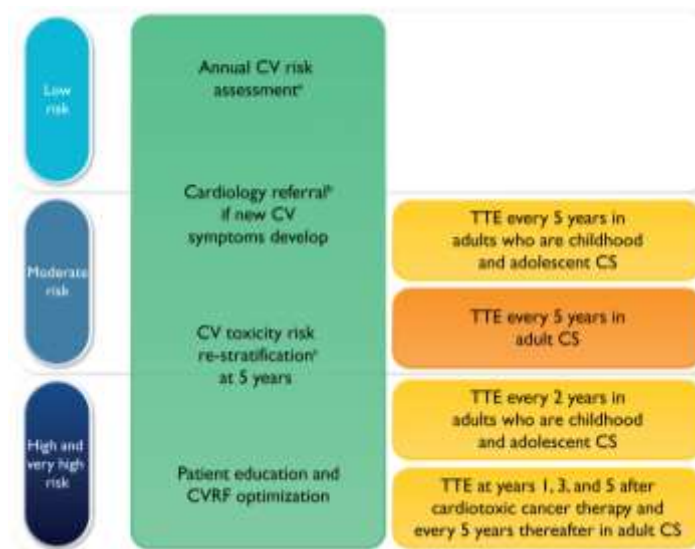 Low
risk
Annual CV risk
assessmentᵃ
Cardiology referralᵇ
if new CV
symptoms develop
Moderate
risk
TTE every 5 years in
adults who are childhood
and adolescent CS
CV toxicity risk
re-stratificationᶜ
at 5 years
TTE every 5 years in
adult CS
High and
very high
risk
Patient education and
CVRF optimization
TTE every 2 years in
adults who are childhood
and adolescent CS
TTE at years 1, 3, and 5 after
cardiotoxic cancer therapy and
every 5 years thereafter in adult CS